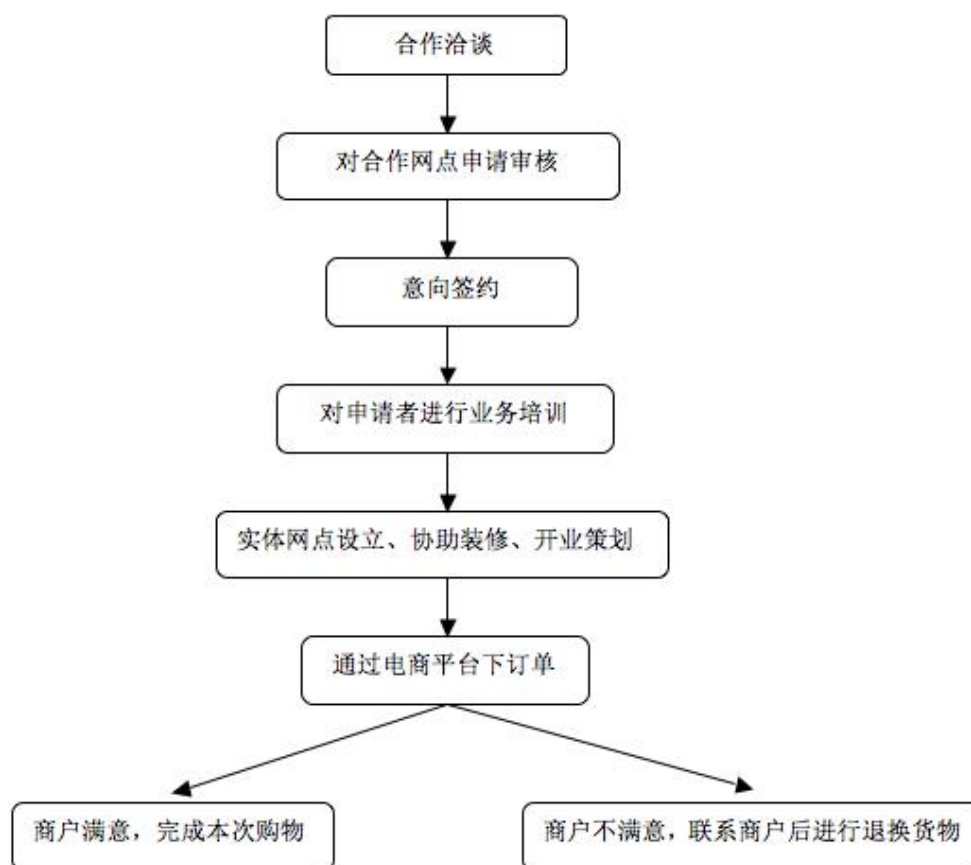 合作洽谈
对合作网点申请审核
意向签约
对申请者进行业务培训
实体网点设立、协助装修、开业策划
通过电商平台下订单
商户满意，完成本次购物
商户不满意，联系商户后进行退换货物